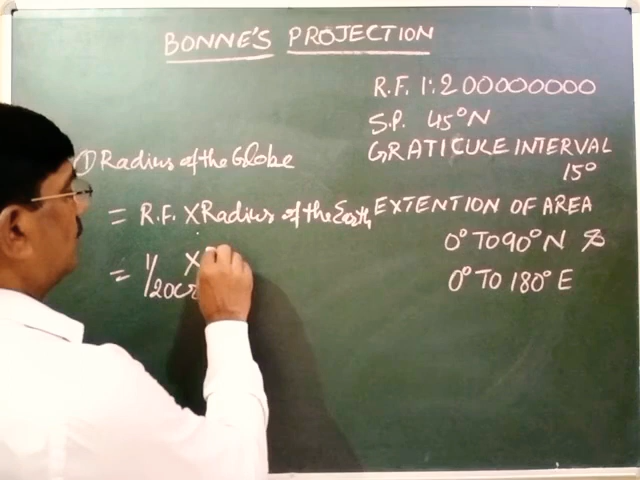 BONNE'S PROJECTION
R.F. 1:200000000
S.P. 45°N
GRATICULE INTERVAL
15°
EXTENTION OF AREA
0° TO 90° N &
0° TO 180° E
① Radius of the Globe
= R.F. X Radius of the Earth
= 1/ X